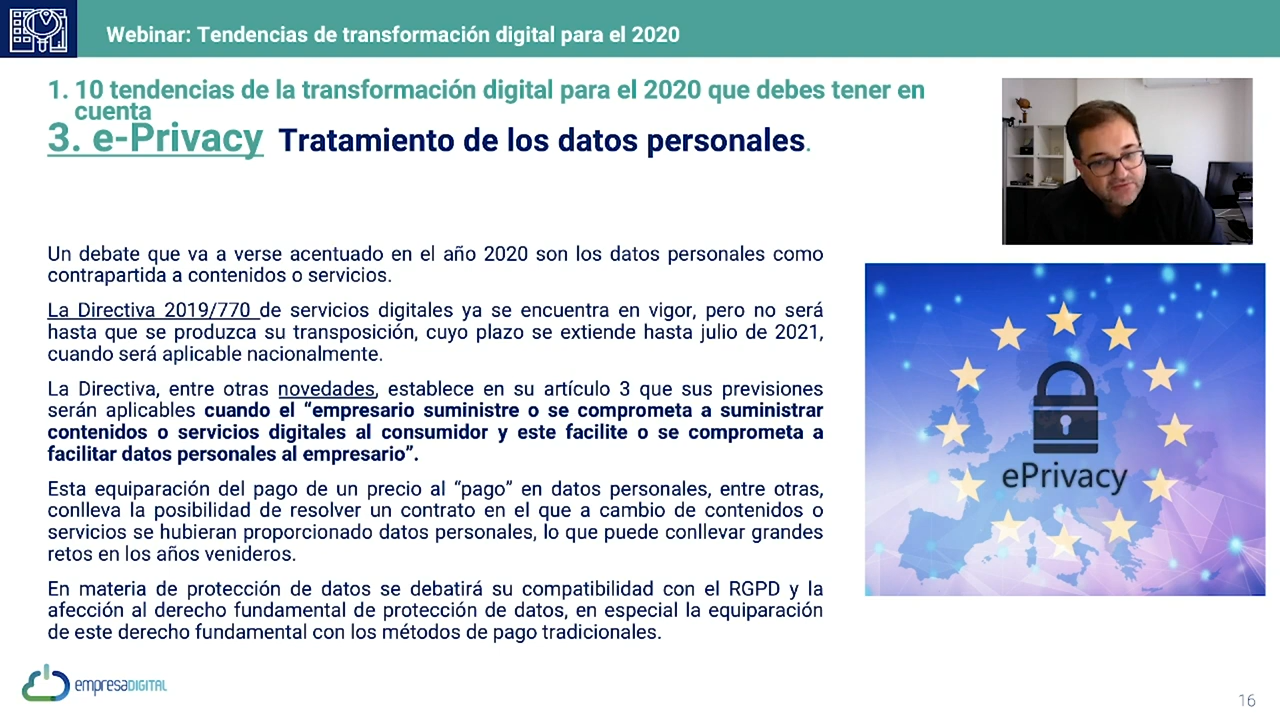 Webinar: Tendencias de transformación digital para el 2020
1. 10 tendencias de la transformación digital para el 2020 que debes tener en
cuenta
3. e-Privacy Tratamiento de los datos personales.
Un debate que va a verse acentuado en el año 2020 son los datos personales como
contrapartida a contenidos o servicios.
La Directiva 2019/770 de servicios digitales ya se encuentra en vigor, pero no será
hasta que se produzca su transposición, cuyo plazo se extiende hasta julio de 2021,
cuando será aplicable nacionalmente.
La Directiva, entre otras novedades, establece en su artículo 3 que sus previsiones
serán aplicables cuando el “empresario suministre o se comprometa a suministrar
contenidos o servicios digitales al consumidor y este facilite o se comprometa a
facilitar datos personales al empresario”.
Esta equiparación del pago de un precio al “pago” en datos personales, entre otras,
conlleva la posibilidad de resolver un contrato en el que a cambio de contenidos o
servicios se hubieran proporcionado datos personales, lo que puede conllevar grandes
retos en los años venideros.
En materia de protección de datos se debatirá su compatibilidad con el RGPD y la
afección al derecho fundamental de protección de datos, en especial la equiparación
de este derecho fundamental con los métodos de pago tradicionales.
ePrivacy
empresaDIGITAL
16